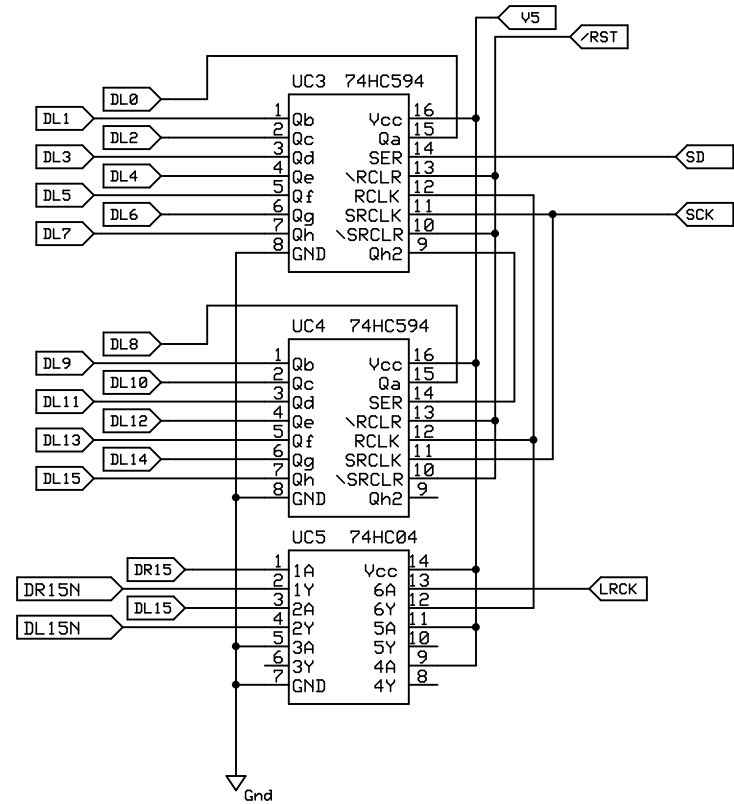 V5
/RST
UC3 74HC594
DL0
DL1 1 Qb Vcc 16
DL2 2 Qc Qa 15
DL3 3 Qd SER 14 SD
DL4 4 Qe \RCLR 13
DL5 5 Qf RCLK 12
DL6 6 Qg SRCLK 11 SCK
DL7 7 Qh \SRCLR 10
8 GND Qh2 9
UC4 74HC594
DL8
DL9 1 Qb Vcc 16
DL10 2 Qc Qa 15
DL11 3 Qd SER 14
DL12 4 Qe \RCLR 13
DL13 5 Qf RCLK 12
DL14 6 Qg SRCLK 11
DL15 7 Qh \SRCLR 10
8 GND Qh2 9
UC5 74HC04
DR15 1 1A Vcc 14
DR15N 2 1Y 6A 13 LRCK
DL15 3 2A 6Y 12
DL15N 4 2Y 5A 11
5 3A 5Y 10
6 3Y 4A 9
7 GND 4Y 8
Gnd